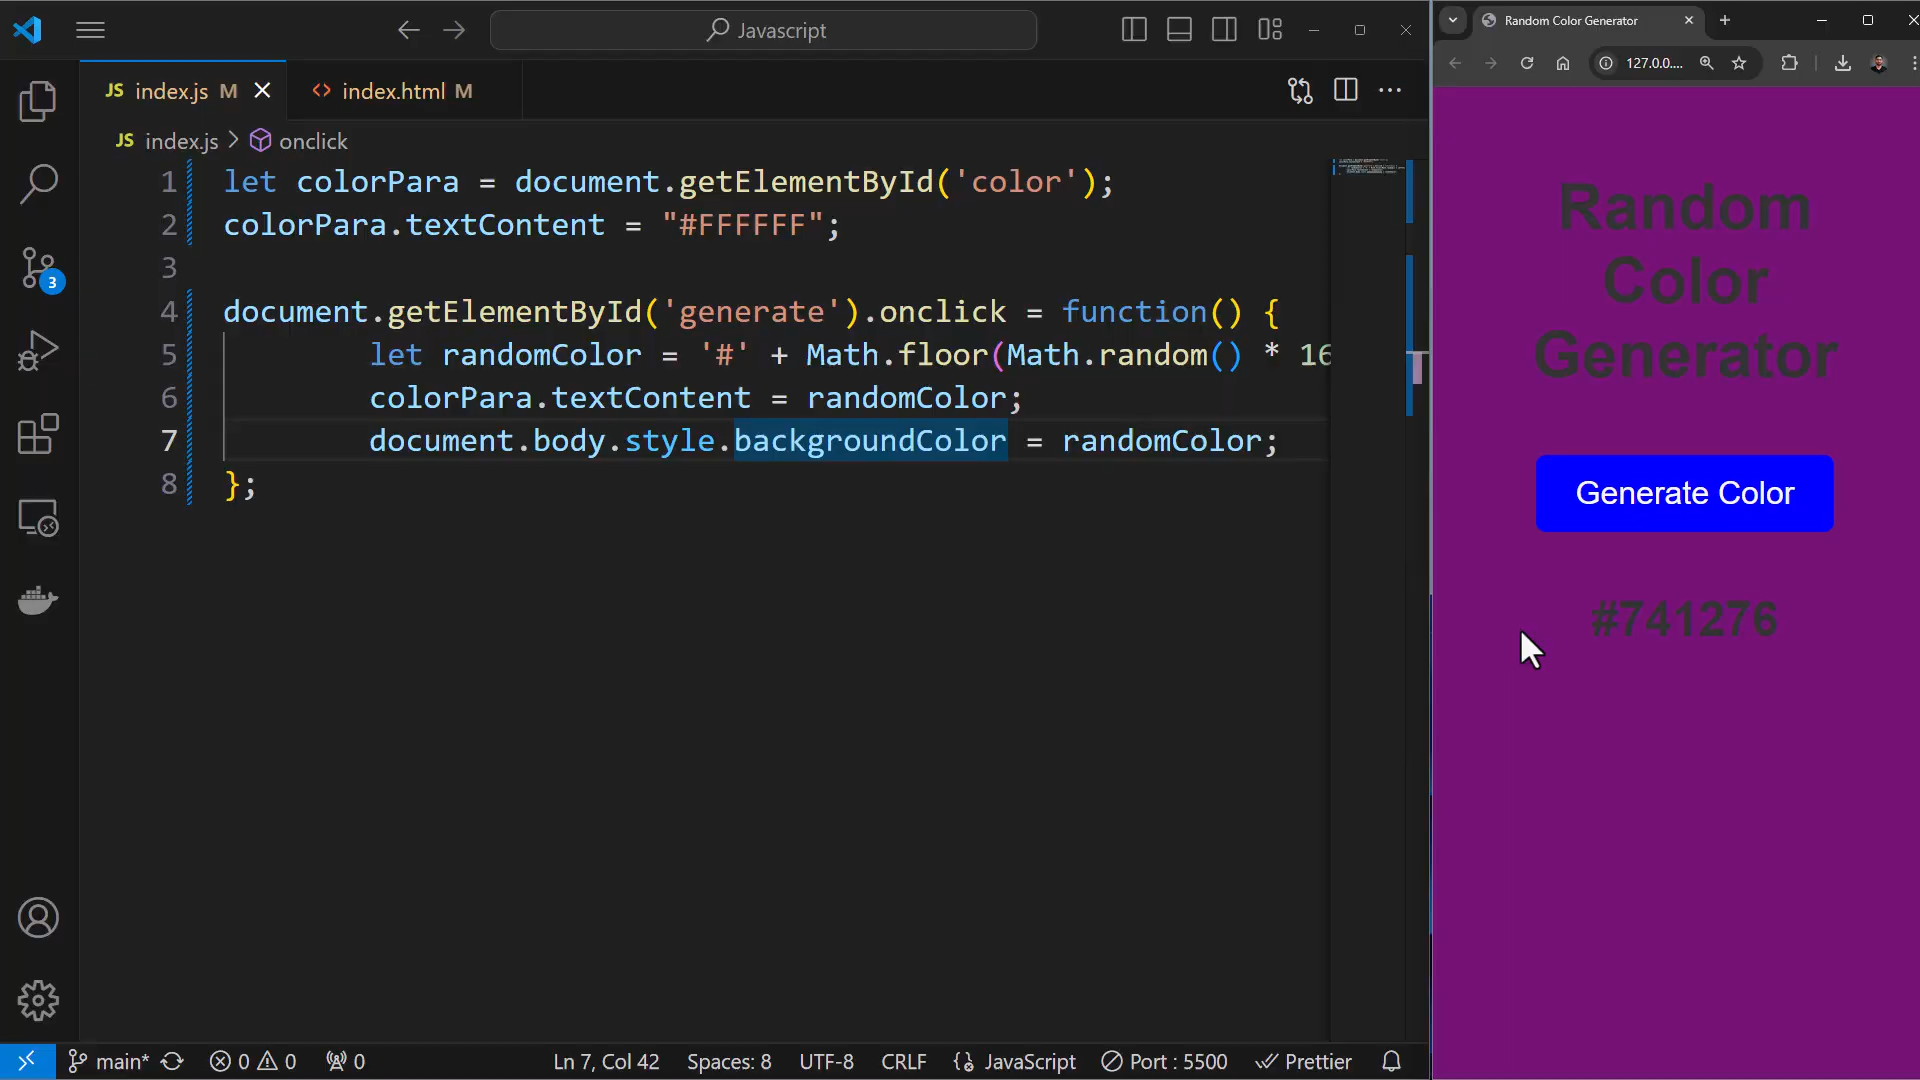 Javascript
JS index.js M
<> index.html M
JS index.js > onclick
1 let colorPara = document.getElementById('color');
2 colorPara.textContent = "#FFFFFF";
3
4 document.getElementById('generate').onclick = function() {
5 let randomColor = '#' + Math.floor(Math.random() * 16
6 colorPara.textContent = randomColor;
7 document.body.style.backgroundColor = randomColor;
8 };
3
main* 0 0 0 Ln 7, Col 42 Spaces: 8 UTF-8 CRLF {} JavaScript Port : 5500 Prettier
Random Color Generator
127.0.0....
Random
Color
Generator
Generate Color
#741276